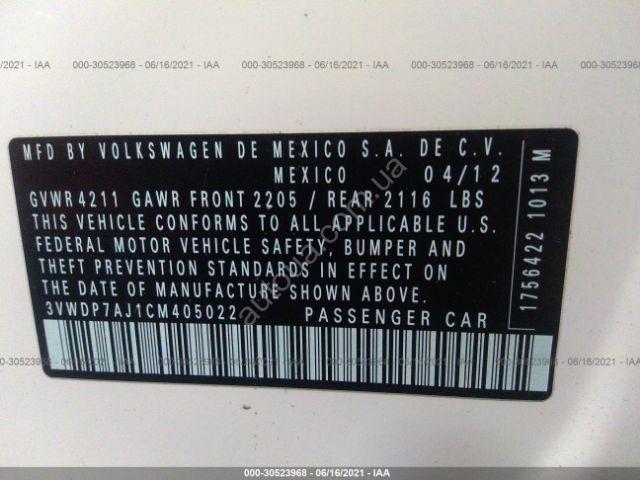 000-30523968 - 06/16/2021 - IAA
MFD BY VOLKSWAGEN DE MEXICO S.A. DE C.V.
MEXICO 04/12
GVWR 4211 GAWR FRONT 2205 / REAR 2116 LBS
THIS VEHICLE CONFORMS TO ALL APPLICABLE U.S.
FEDERAL MOTOR VEHICLE SAFETY, BUMPER AND
THEFT PREVENTION STANDARDS IN EFFECT ON
THE DATE OF MANUFACTURE SHOWN ABOVE.
3VWDP7AJ1CM405022 PASSENGER CAR
1756422 1013 M
autoua.com.ua
000-30523968 - 06/16/2021 - IAA